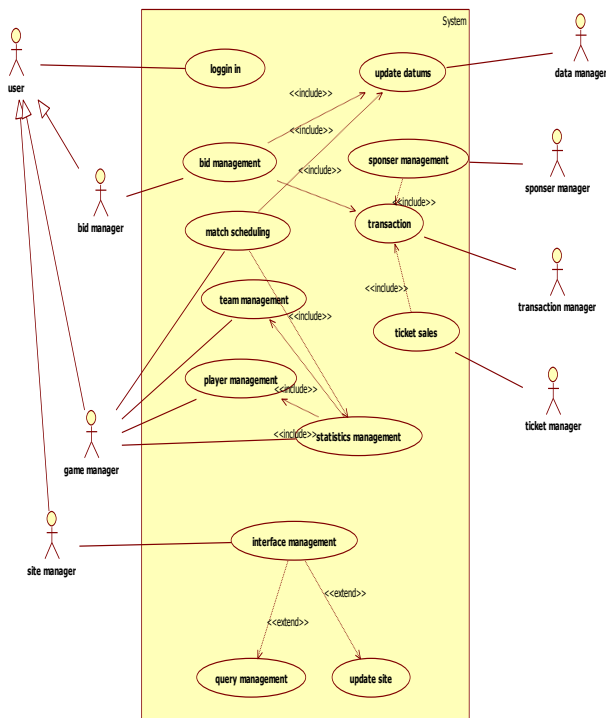 System
loggin in
update datums
user
data manager
<<include>>
<<include>>
bid management
sponser management
<<include>>
sponser manager
bid manager
<<include>>
transaction
match scheduling
team management
<<include>>
transaction manager
<<include>>
ticket sales
player management
<<include>>
ticket manager
<<include>>
statistics management
game manager
interface management
site manager
<<extend>>
<<extend>>
query management
update site